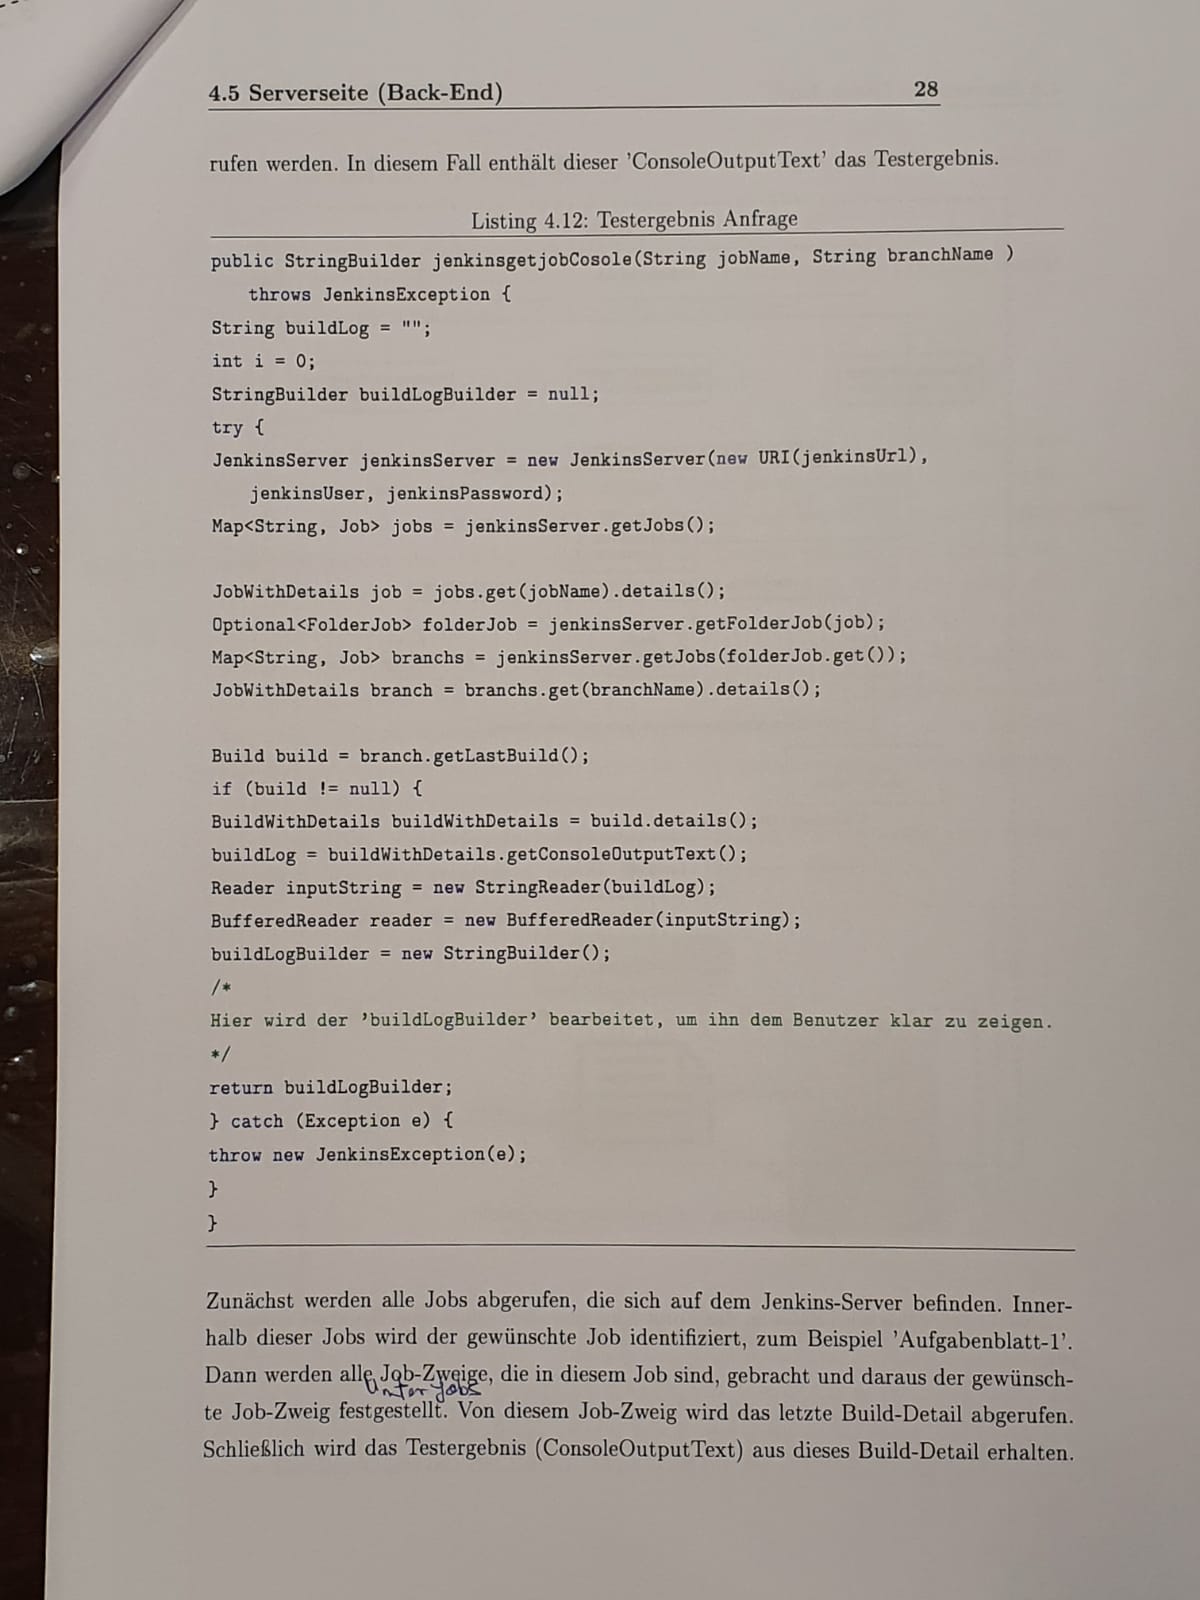 4.5 Serverseite (Back-End) 28
rufen werden. In diesem Fall enthält dieser 'ConsoleOutputText' das Testergebnis.
Listing 4.12: Testergebnis Anfrage
public StringBuilder jenkinsgetjobCosole(String jobName, String branchName )
throws JenkinsException {
String buildLog = "";
int i = 0;
StringBuilder buildLogBuilder = null;
try {
JenkinsServer jenkinsServer = new JenkinsServer(new URI(jenkinsUrl),
jenkinsUser, jenkinsPassword);
Map<String, Job> jobs = jenkinsServer.getJobs();
JobWithDetails job = jobs.get(jobName).details();
Optional<FolderJob> folderJob = jenkinsServer.getFolderJob(job);
Map<String, Job> branchs = jenkinsServer.getJobs(folderJob.get());
JobWithDetails branch = branchs.get(branchName).details();
Build build = branch.getLastBuild();
if (build != null) {
BuildWithDetails buildWithDetails = build.details();
buildLog = buildWithDetails.getConsoleOutputText();
Reader inputString = new StringReader(buildLog);
BufferedReader reader = new BufferedReader(inputString);
buildLogBuilder = new StringBuilder();
/*
Hier wird der 'buildLogBuilder' bearbeitet, um ihn dem Benutzer klar zu zeigen.
*/
return buildLogBuilder;
} catch (Exception e) {
throw new JenkinsException(e);
}
}
Zunächst werden alle Jobs abgerufen, die sich auf dem Jenkins-Server befinden. Inner-
halb dieser Jobs wird der gewünschte Job identifiziert, zum Beispiel 'Aufgabenblatt-1'.
Dann werden alle Job-Zweige, die in diesem Job sind, gebracht und daraus der gewünsch-
Unter Jobs
te Job-Zweig festgestellt. Von diesem Job-Zweig wird das letzte Build-Detail abgerufen.
Schließlich wird das Testergebnis (ConsoleOutputText) aus dieses Build-Detail erhalten.